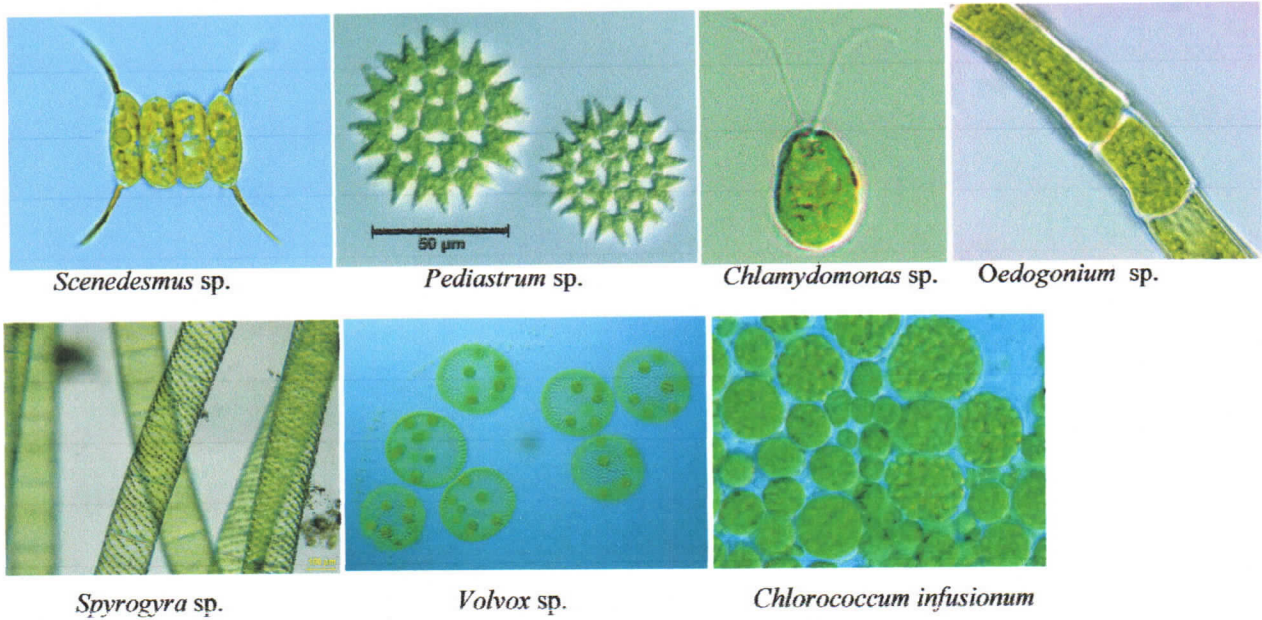 50 µm
Scenedesmus sp. Pediastrum sp. Chlamydomonas sp. Oedogonium sp.
Spyrogyra sp. Volvox sp. Chlorococcum infusionum